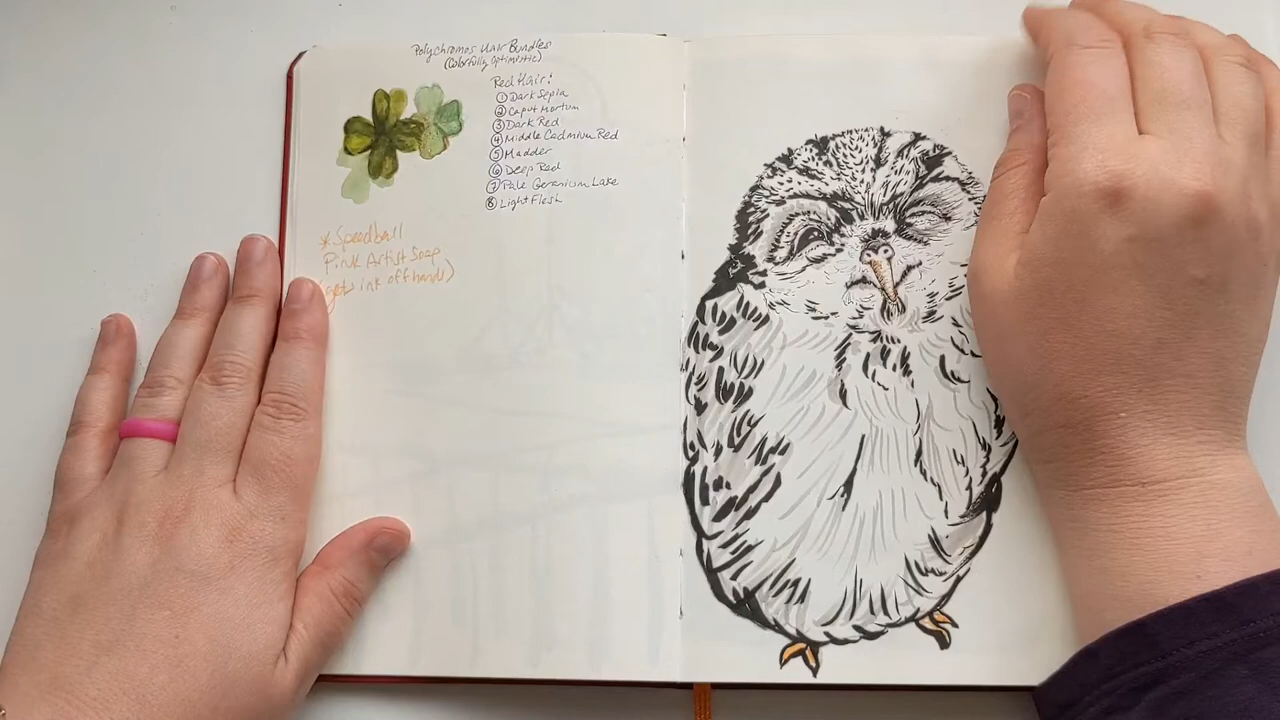 Polychromos Hair Bundles
(Colorfully Optimistic)
Red Hair:
① Dark Sepia
② Caput Mortum
③ Dark Red
④ Middle Cadmium Red
⑤ Madder
⑥ Deep Red
⑦ Pale Geranium Lake
⑧ Light Flesh
*Speedball
Pink Artist Soap
(gets ink off hands)